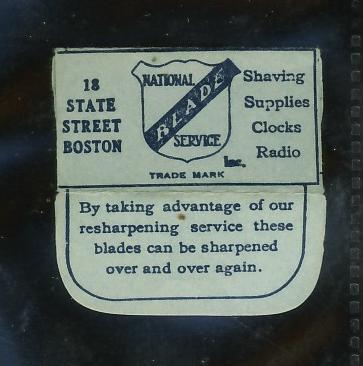 18
STATE
STREET
BOSTON
NATIONAL
BLADE
SERVICE
Inc.
TRADE MARK
Shaving
Supplies
Clocks
Radio
By taking advantage of our
resharpening service these
blades can be sharpened
over and over again.